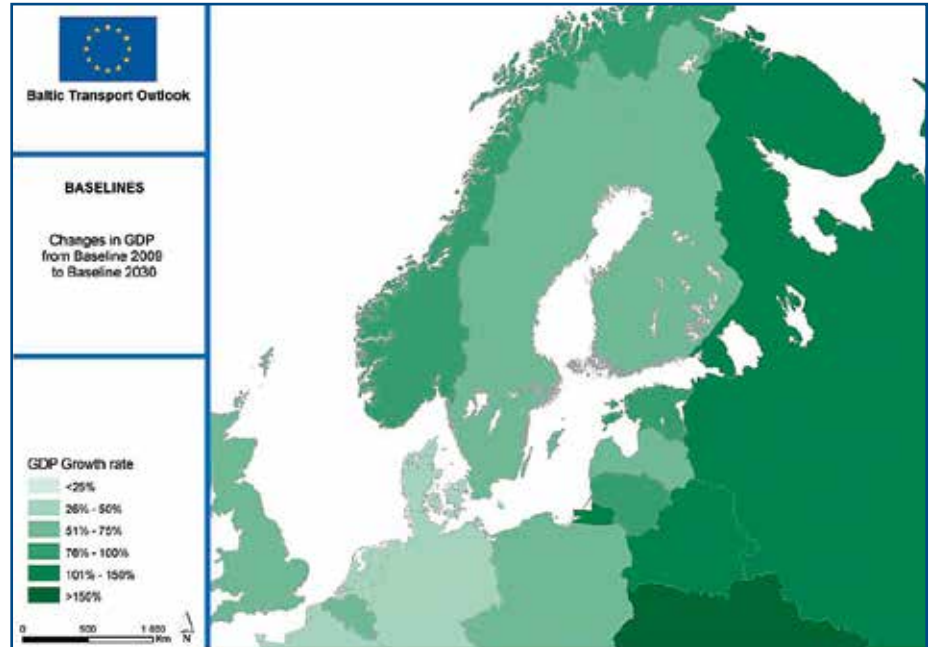 Baltic Transport Outlook
BASELINES
Changes in GDP
from Baseline 2009
to Baseline 2030
GDP Growth rate
<25%
26% - 50%
51% - 75%
76% - 100%
101% - 150%
>150%
0 500 1 000
Km
N